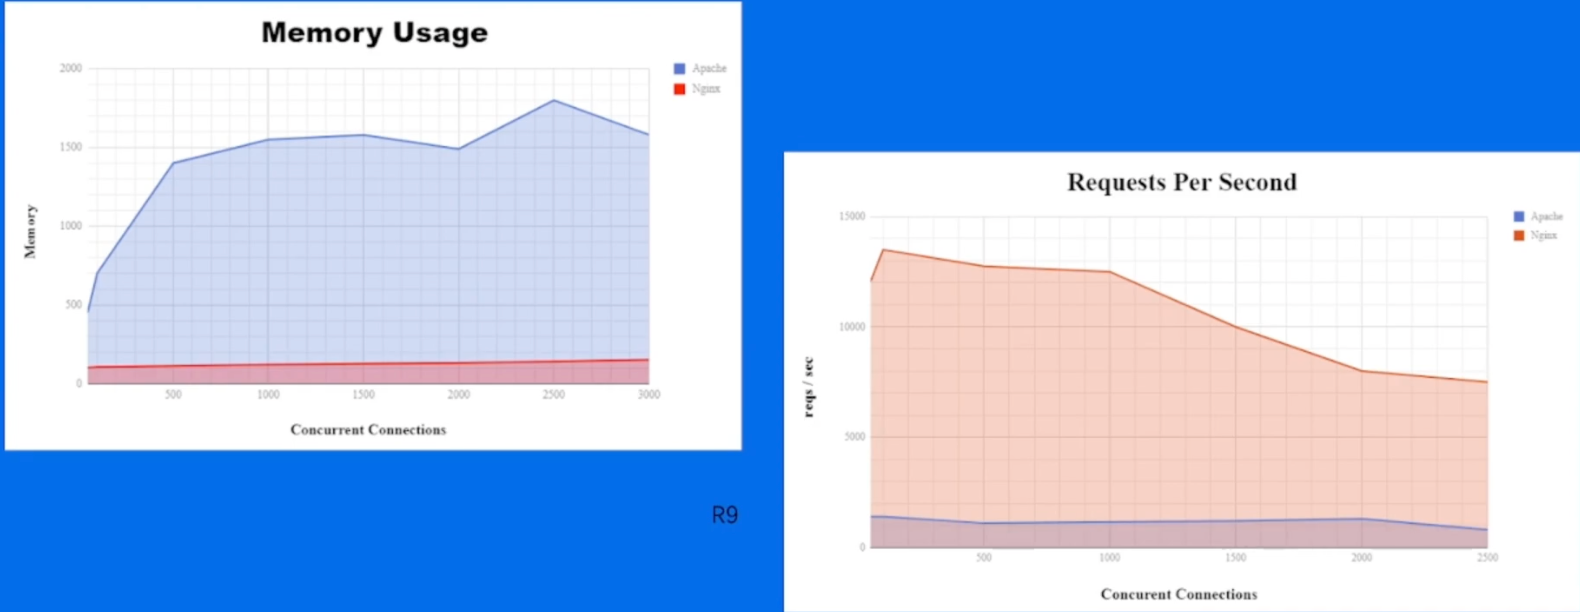 Memory Usage
Apache
Nginx
2000
1500
1000
500
0
Memory
500 1000 1500 2000 2500 3000
Concurrent Connections
R9
Requests Per Second
Apache
Nginx
15000
10000
5000
0
reqs / sec
500 1000 1500 2000 2500
Concurent Connections